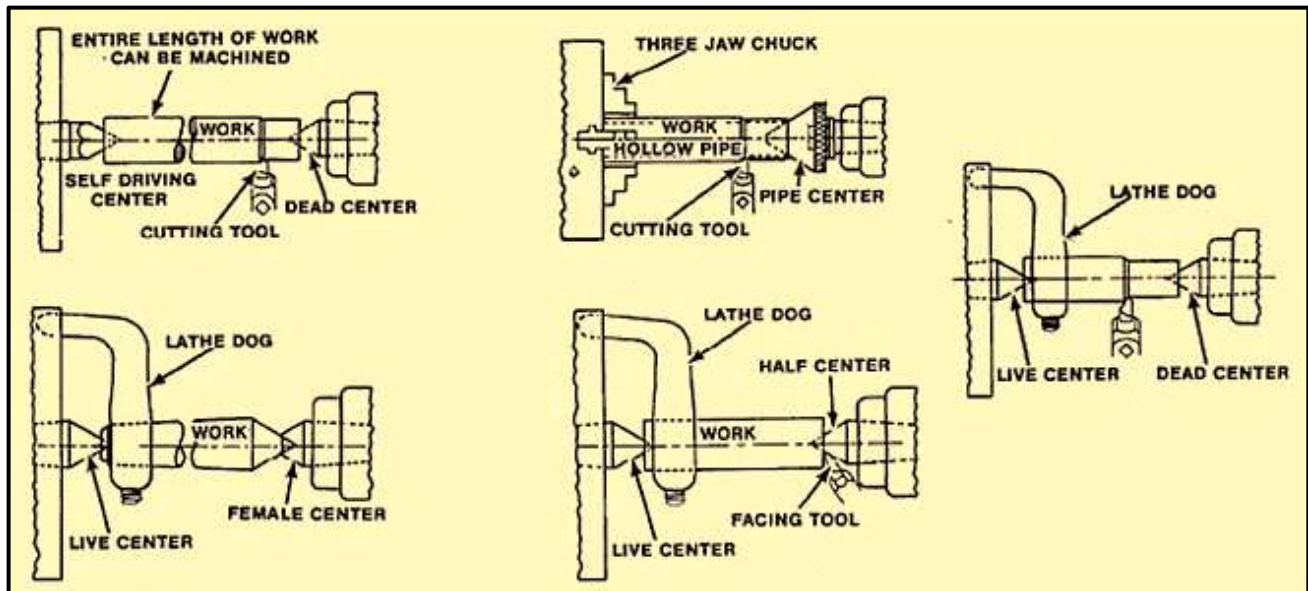 ENTIRE LENGTH OF WORK
CAN BE MACHINED
WORK
SELF DRIVING
CENTER
DEAD CENTER
CUTTING TOOL
THREE JAW CHUCK
WORK
HOLLOW PIPE
PIPE CENTER
CUTTING TOOL
LATHE DOG
LIVE CENTER
DEAD CENTER
LATHE DOG
WORK
FEMALE CENTER
LIVE CENTER
LATHE DOG
HALF CENTER
WORK
FACING TOOL
LIVE CENTER